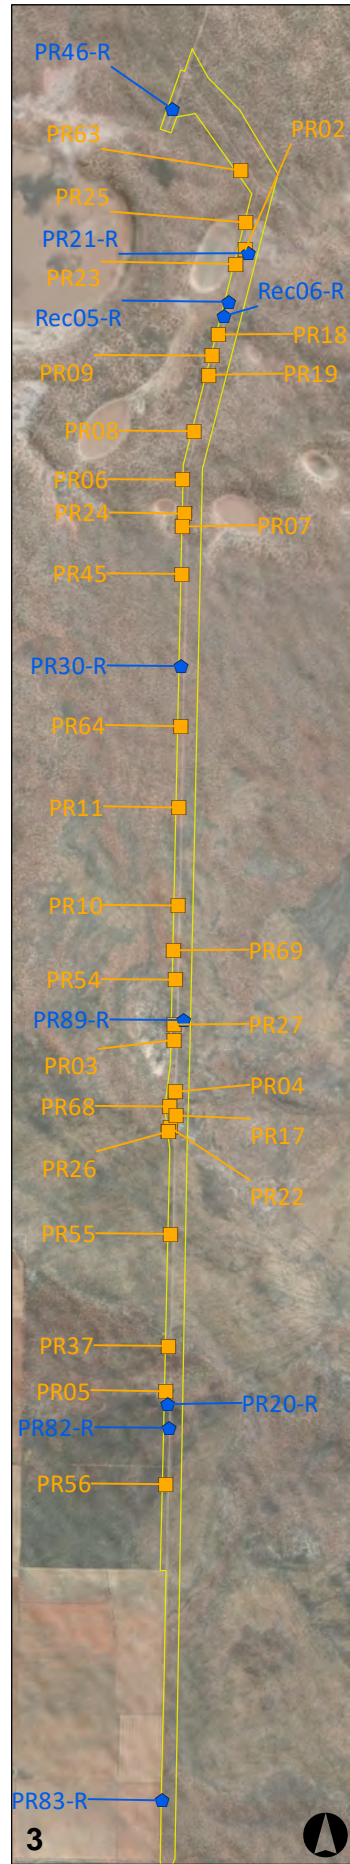 PR46-R
PR02
PR63
PR25
PR21-R
PR23
Rec06-R
Rec05-R
PR18
PR09
PR19
PR08
PR06
PR24
PR07
PR45
PR30-R
PR64
PR11
PR10
PR69
PR54
PR89-R
PR27
PR03
PR04
PR68
PR17
PR26
PR22
PR55
PR37
PR05
PR20-R
PR82-R
PR56
PR83-R
3